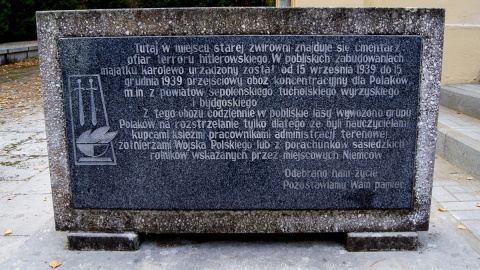 Tutaj w miejscu starej żwirowni znajduje się cmentarz
ofiar terroru hitlerowskiego. W pobliskich zabudowaniach
majątku karolewo urządzony został od 15 września 1939 do 15
grudnia 1939 przejściowy obóz koncentracyjny dla Polaków
m.in z powiatów sępoleńskiego tucholskiego wyrzyskiego
i bydgoskiego
Z tego obozu codziennie w pobliskie lasy wywożono grupy
Polaków na rozstrzelanie tylko dlatego że byli nauczycielami
kupcami księżmi pracownikami administracji terenowej
żołnierzami Wojska Polskiego lub z porachunków sąsiedzkich
rolników wskazanych przez miejscowych Niemców
Odebrano nam życie
Pozostawiamy Wam pamięć